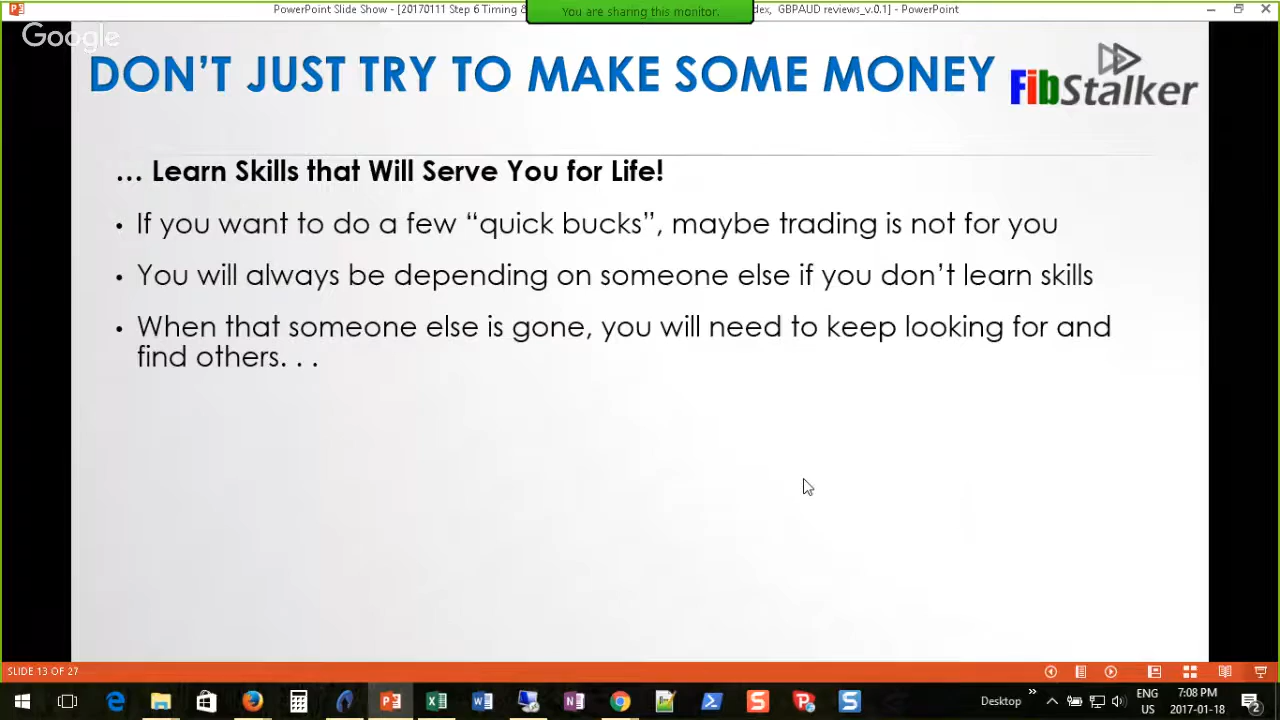 PowerPoint Slide Show - [20170111 Step 6 Timing &
You are sharing this monitor.
dex, GBPAUD reviews_v.0.1] - PowerPoint
Google
DON'T JUST TRY TO MAKE SOME MONEY
FibStalker
... Learn Skills that Will Serve You for Life!
• If you want to do a few “quick bucks”, maybe trading is not for you
• You will always be depending on someone else if you don't learn skills
• When that someone else is gone, you will need to keep looking for and
find others. . .
SLIDE 13 OF 27
Desktop
ENG
US
7:08 PM
2017-01-18
2